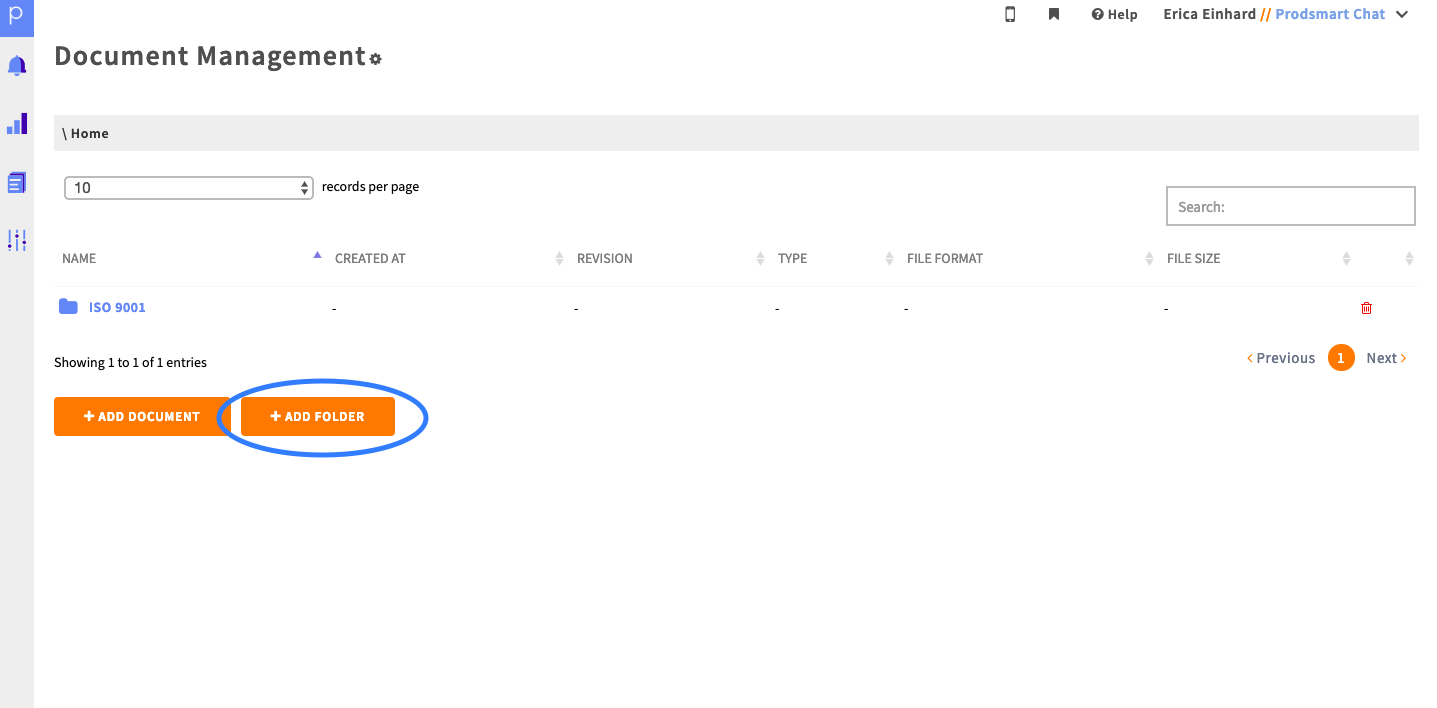 p
Help Erica Einhard // Prodsmart Chat
Document Management
\ Home
10 records per page
Search:
NAME CREATED AT REVISION TYPE FILE FORMAT FILE SIZE
ISO 9001 - - - - -
Showing 1 to 1 of 1 entries
‹ Previous 1 Next ›
+ ADD DOCUMENT + ADD FOLDER